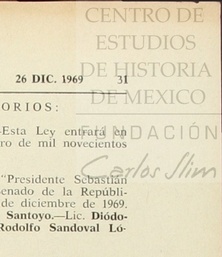 CENTRO DE
ESTUDIOS
DE HISTORIA
DE MEXICO
FUNDACIÓN
Carlos Slim
26 DIC. 1969 31
ORIOS:
-Esta Ley entrará en
ro de mil novecientos
"Presidente Sebastián
enado de la Repúbli-
de diciembre de 1969.
Santoyo.—Lic. Diódo-
Rodolfo Sandoval Ló-